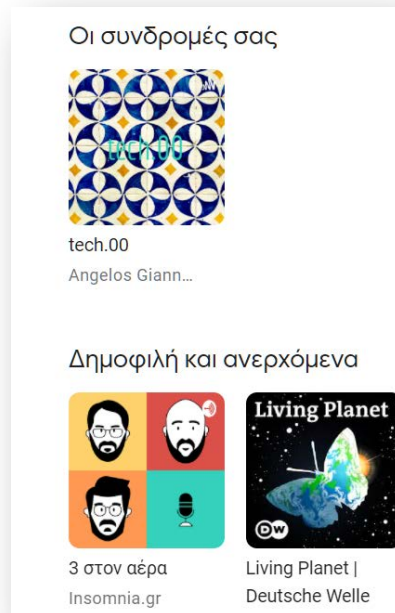 Οι συνδρομές σας
tech.00
tech.00
Angelos Giann...
Δημοφιλή και ανερχόμενα
Living Planet
DW
3 στον αέρα
Insomnia.gr
Living Planet |
Deutsche Welle